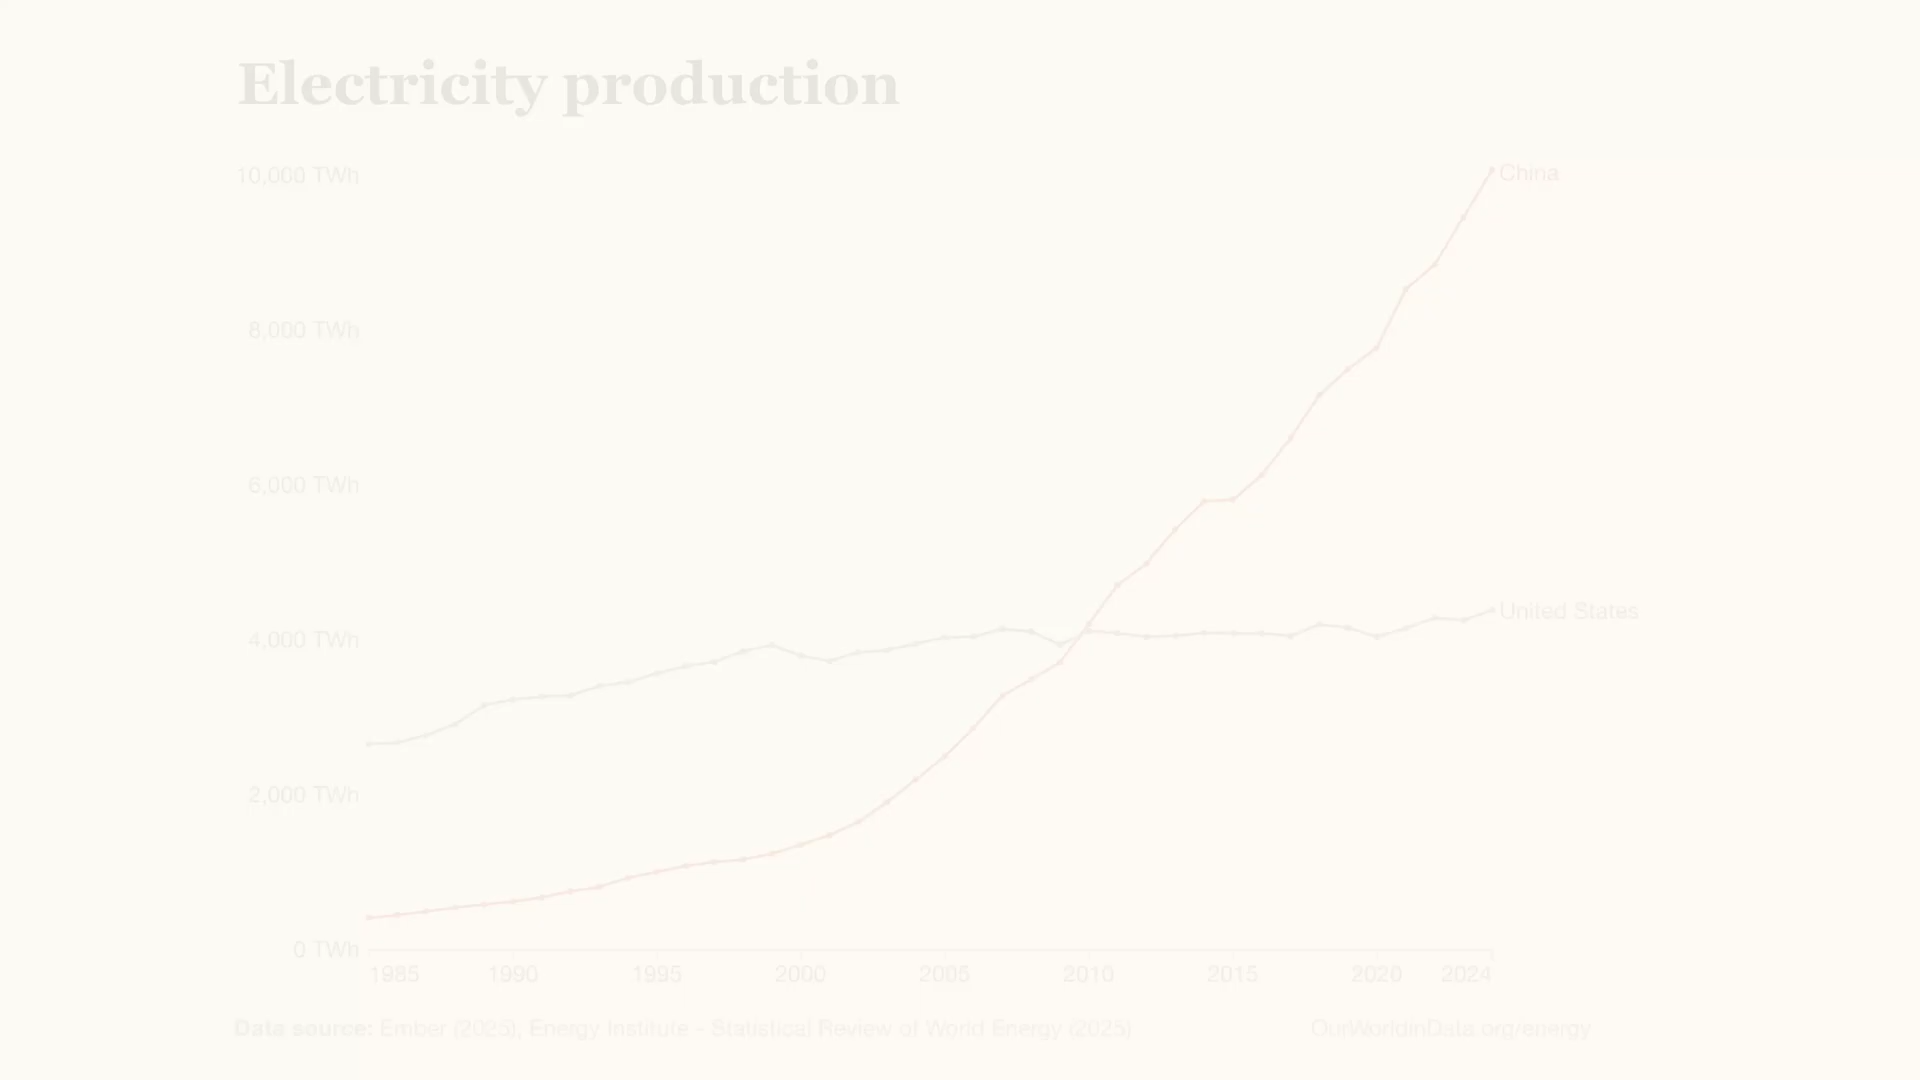 Electricity production
10,000 TWh
China
8,000 TWh
6,000 TWh
United States
4,000 TWh
2,000 TWh
0 TWh
1985 1990 1995 2000 2005 2010 2015 2020 2024
Data source: Ember (2025), Energy Institute - Statistical Review of World Energy (2025)
OurWorldinData.org/energy